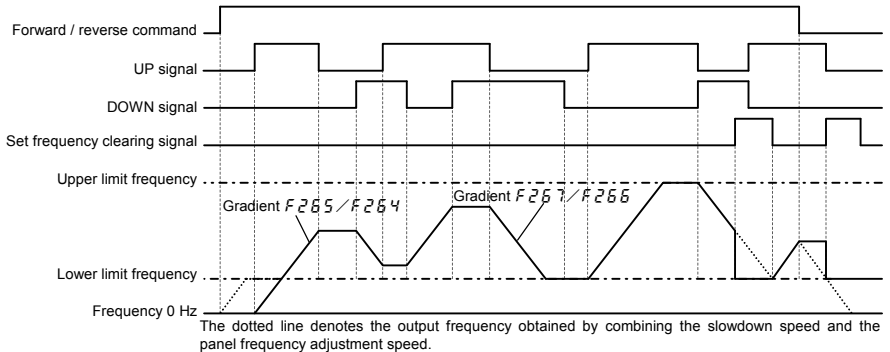 Forward / reverse command
UP signal
DOWN signal
Set frequency clearing signal
Upper limit frequency
Gradient F265/F264
Gradient F267/F266
Lower limit frequency
Frequency 0 Hz
The dotted line denotes the output frequency obtained by combining the slowdown speed and the
panel frequency adjustment speed.